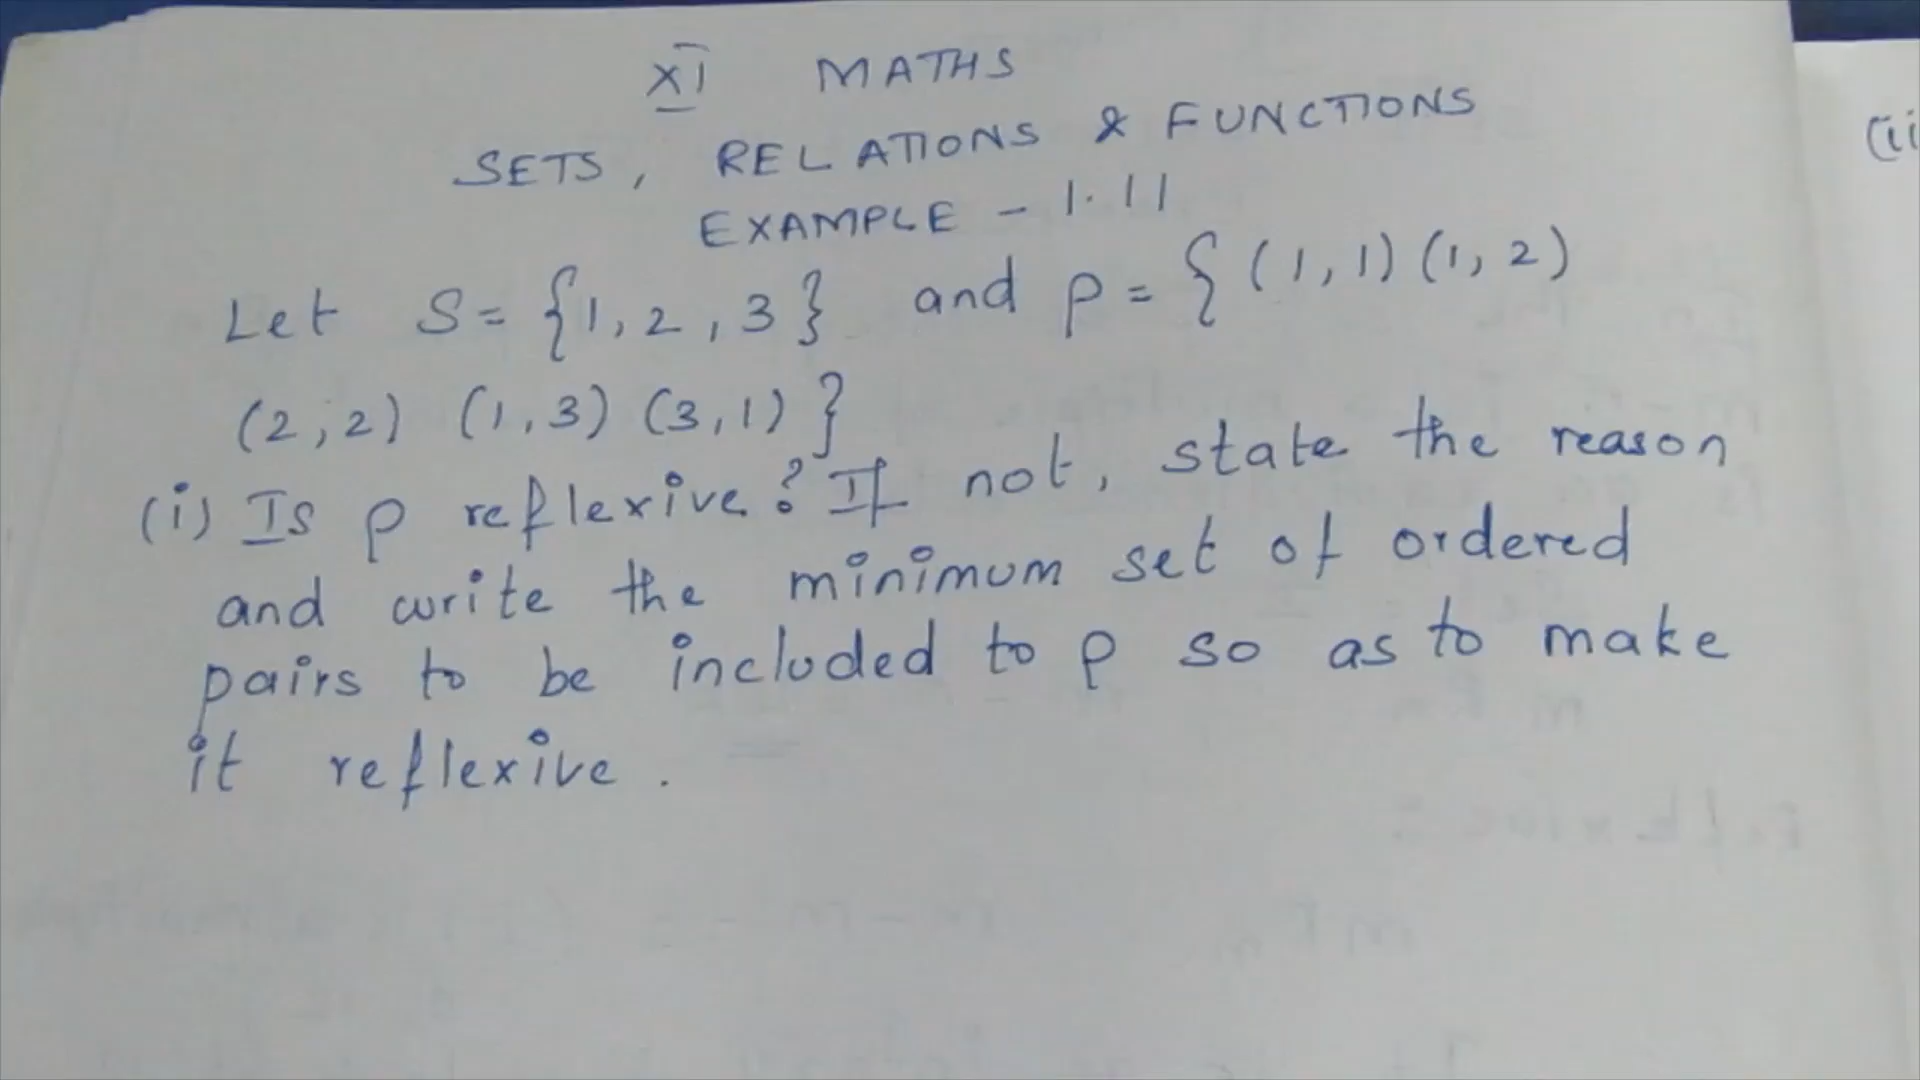 XI MATHS
SETS, RELATIONS & FUNCTIONS
EXAMPLE - 1.11
Let S = {1, 2, 3} and ρ = {(1, 1) (1, 2)
(2, 2) (1, 3) (3, 1)}
(i) Is ρ reflexive? If not, state the reason
and write the minimum set of ordered
pairs to be included to ρ so as to make
it reflexive.
(ii